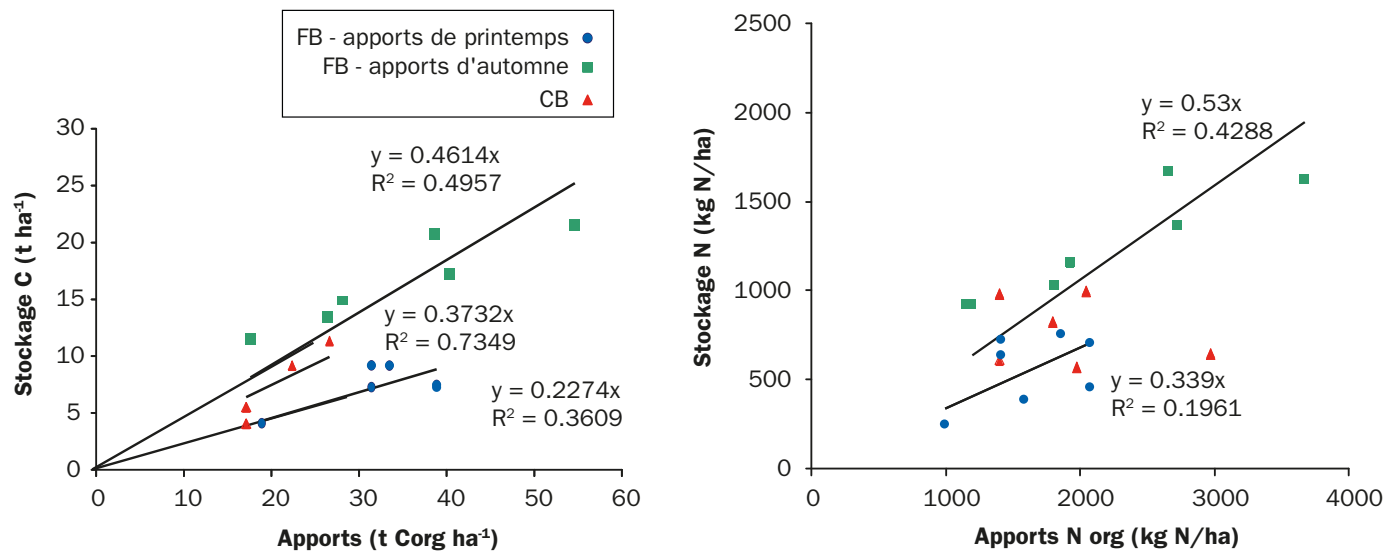 FB - apports de printemps
FB - apports d'automne
CB
30
25
20
15
10
5
0
Stockage C (t ha-1)
y = 0.4614x
R2 = 0.4957
y = 0.3732x
R2 = 0.7349
y = 0.2274x
R2 = 0.3609
0 10 20 30 40 50 60
Apports (t Corg ha-1)
2500
2000
1500
1000
500
0
Stockage N (kg N/ha)
y = 0.53x
R2 = 0.4288
y = 0.339x
R2 = 0.1961
0 1000 2000 3000 4000
Apports N org (kg N/ha)